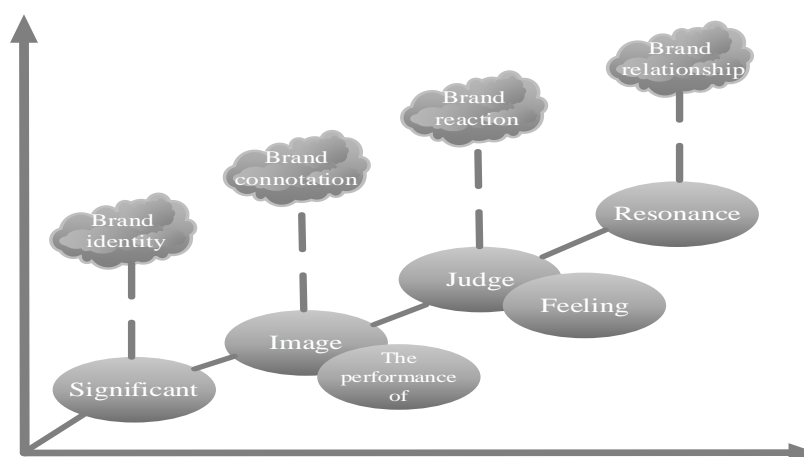 Brand
relationship
Brand
reaction
Brand
connotation
Brand
identity
Resonance
Judge
Feeling
Image
The
performance
of
Significant